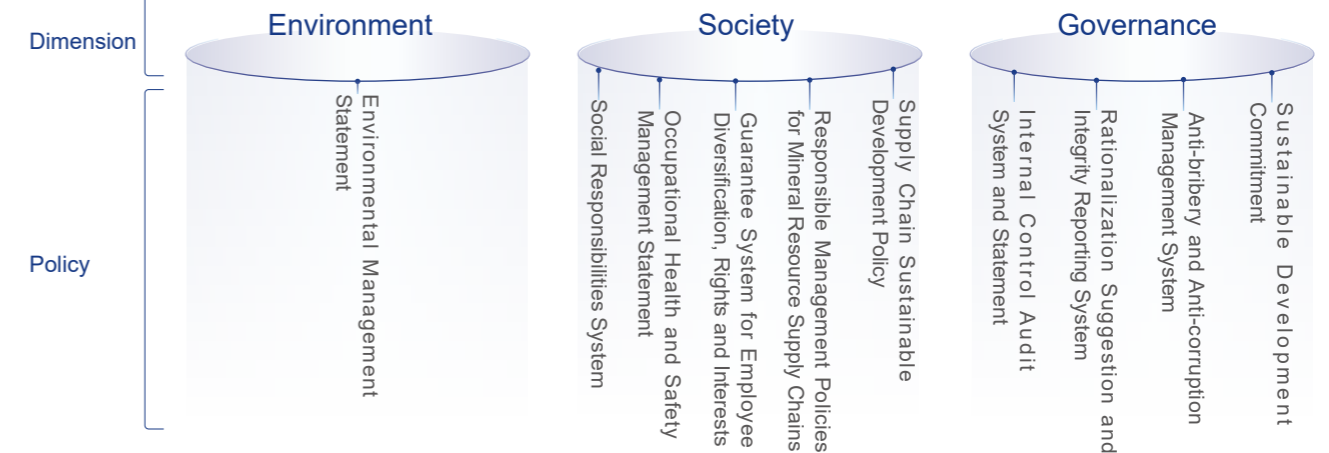 Dimension
Environment
Society
Governance
Policy
Environmental Management
Statement
Social Responsibilities System
Occupational Health and Safety
Management Statement
Guarantee System for Employee
Diversification, Rights and Interests
Responsible Management Policies
for Mineral Resource Supply Chains
Supply Chain Sustainable
Development Policy
Internal Control Audit
System and Statement
Rationalization Suggestion and
Integrity Reporting System
Anti-bribery and Anti-corruption
Management System
Sustainable Development
Commitment